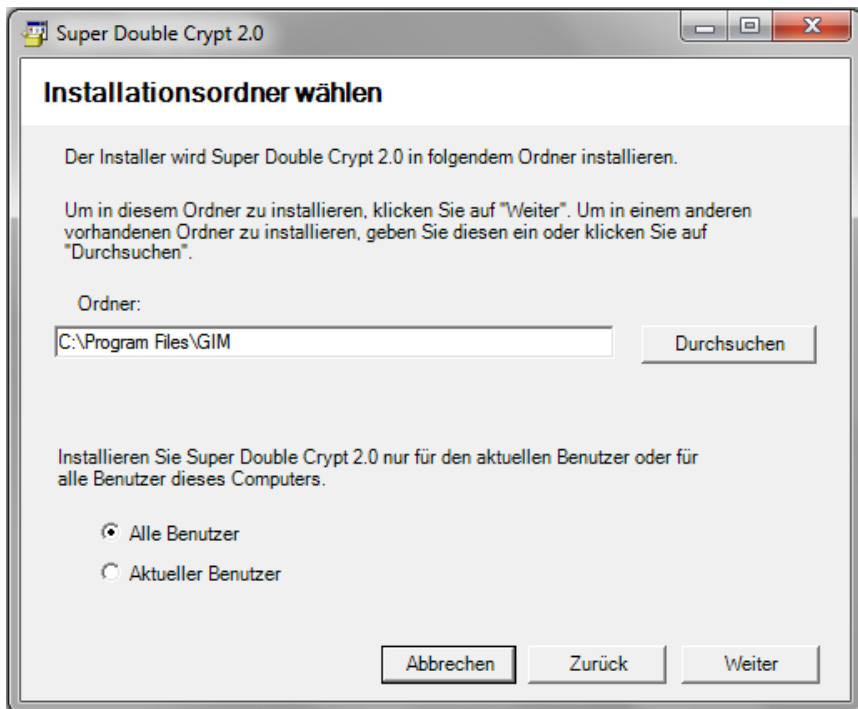 Super Double Crypt 2.0
Installationsordner wählen
Der Installer wird Super Double Crypt 2.0 in folgendem Ordner installieren.
Um in diesem Ordner zu installieren, klicken Sie auf "Weiter". Um in einem anderen
vorhandenen Ordner zu installieren, geben Sie diesen ein oder klicken Sie auf
"Durchsuchen".
Ordner:
C:\Program Files\GIM
Durchsuchen
Installieren Sie Super Double Crypt 2.0 nur für den aktuellen Benutzer oder für
alle Benutzer dieses Computers.
Alle Benutzer
Aktueller Benutzer
Abbrechen Zurück Weiter